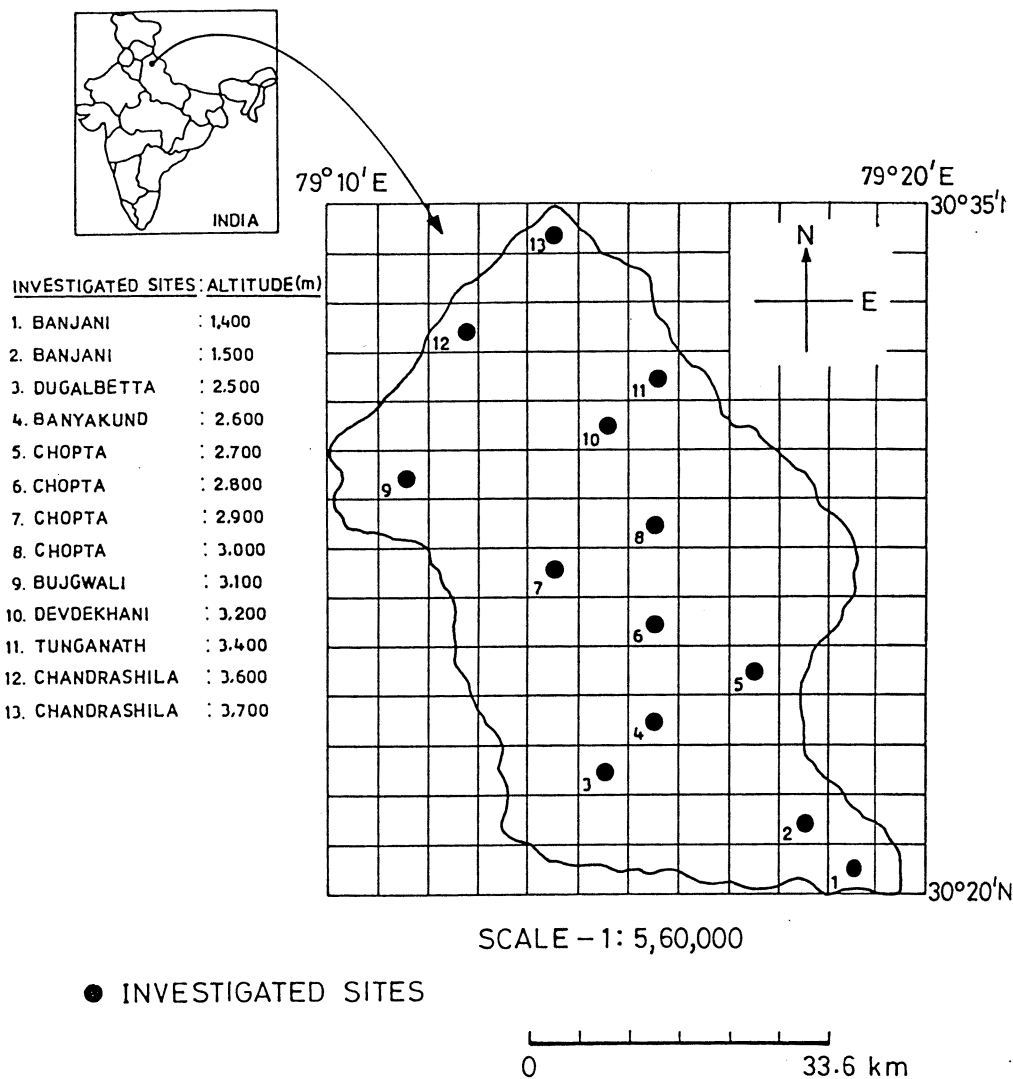 INDIA
79°10'E
79°20'E
30°35'N
N
E
INVESTIGATED SITES : ALTITUDE(m)
1. BANJANI : 1,400
2. BANJANI : 1.500
3. DUGALBETTA : 2.500
4. BANYAKUND : 2.600
5. CHOPTA : 2.700
6. CHOPTA : 2.800
7. CHOPTA : 2.900
8. CHOPTA : 3.000
9. BUJGWALI : 3.100
10. DEVDEKHANI : 3.200
11. TUNGANATH : 3.400
12. CHANDRASHILA : 3.600
13. CHANDRASHILA : 3.700
13
12
11
10
9
8
7
6
5
4
3
2
1
30°20'N
SCALE – 1: 5,60,000
INVESTIGATED SITES
0 33.6 km